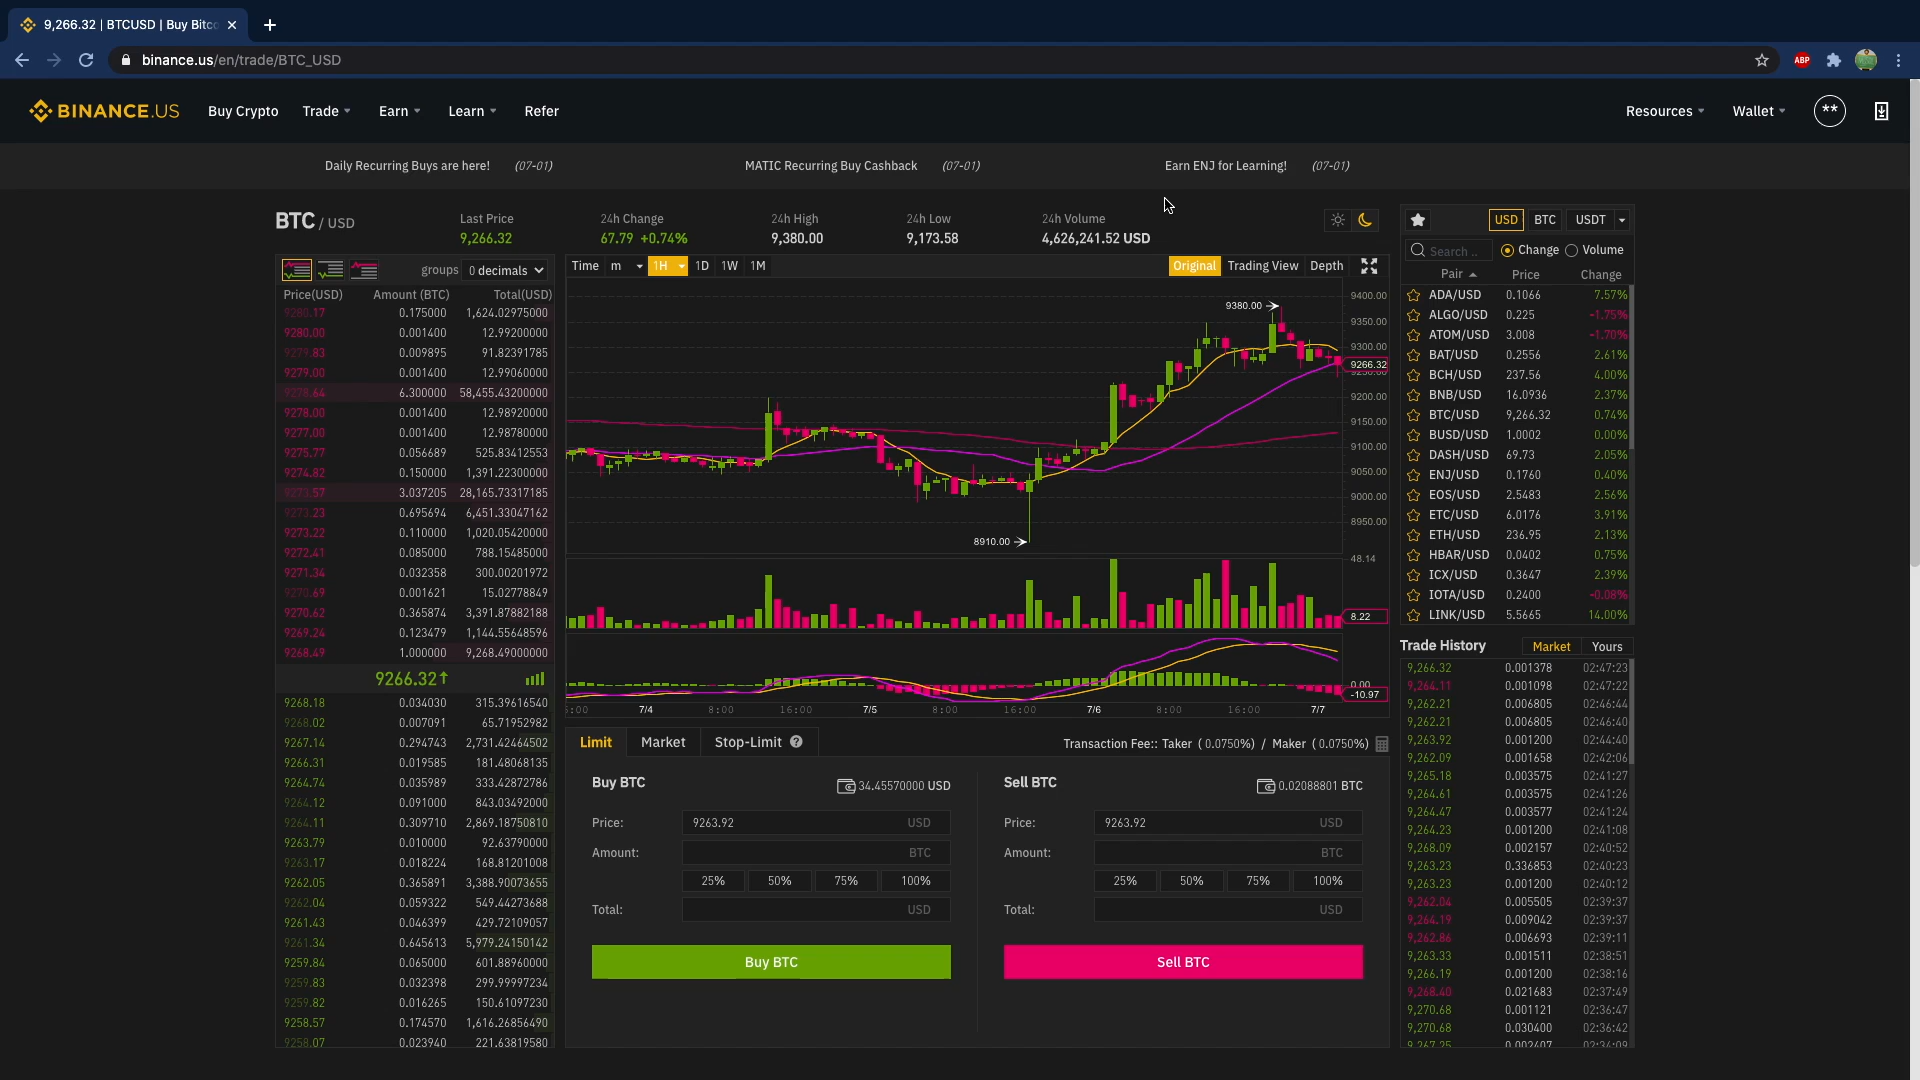 9,266.32 | BTCUSD | Buy Bitco
binance.us/en/trade/BTC_USD
ABP
BINANCE.US Buy Crypto Trade Earn Learn Refer Resources Wallet **
Daily Recurring Buys are here! (07-01) MATIC Recurring Buy Cashback (07-01) Earn ENJ for Learning! (07-01)
BTC / USD
Last Price 24h Change 24h High 24h Low 24h Volume
9,266.32 67.79 +0.74% 9,380.00 9,173.58 4,626,241.52 USD
groups 0 decimals
Price(USD) Amount (BTC) Total(USD)
9280.17 0.175000 1,624.02975000
9280.00 0.001400 12.99200000
9279.83 0.009895 91.82391785
9279.00 0.001400 12.99060000
9278.64 6.300000 58,455.43200000
9278.00 0.001400 12.98920000
9277.00 0.001400 12.98780000
9275.77 0.056689 525.83412553
9274.82 0.150000 1,391.22300000
9273.57 3.037205 28,165.73317185
9273.23 0.695694 6,451.33047162
9273.22 0.110000 1,020.05420000
9272.41 0.085000 788.15485000
9271.34 0.032358 300.00201972
9270.69 0.001621 15.02778849
9270.62 0.365874 3,391.87882188
9269.24 0.123479 1,144.55648596
9268.49 1.000000 9,268.49000000
9266.32↑
9268.18 0.034030 315.39616540
9268.02 0.007091 65.71952982
9267.14 0.294743 2,731.42464502
9266.31 0.019585 181.48068135
9264.74 0.035989 333.42872786
9264.12 0.091000 843.03492000
9264.11 0.309710 2,869.18750810
9263.79 0.010000 92.63790000
9263.17 0.018224 168.81201008
9262.05 0.365891 3,388.90073655
9262.04 0.059322 549.44273688
9261.43 0.046399 429.72109057
9261.34 0.645613 5,979.24150142
9259.84 0.065000 601.88960000
9259.83 0.032398 299.99997234
9259.82 0.016265 150.61097230
9258.57 0.174570 1,616.26856490
9258.07 0.023940 221.63819580
Time m 1H 1D 1W 1M Original Trading View Depth
9400.00
9380.00
9350.00
9300.00
9266.32
9250.00
9200.00
9150.00
9100.00
9050.00
9000.00
8950.00
8910.00
48.14
8.22
0.00
-10.97
7/4 8:00 16:00 7/5 8:00 16:00 7/6 8:00 16:00 7/7
Limit Market Stop-Limit ? Transaction Fee:: Taker ( 0.0750%) / Maker ( 0.0750%)
Buy BTC 34.45570000 USD
Price: 9263.92 USD
Amount: BTC
25% 50% 75% 100%
Total: USD
Buy BTC
Sell BTC 0.02088801 BTC
Price: 9263.92 USD
Amount: BTC
25% 50% 75% 100%
Total: USD
Sell BTC
USD BTC USDT
Search .. Change Volume
Pair Price Change
ADA/USD 0.1066 7.57%
ALGO/USD 0.225 -1.75%
ATOM/USD 3.008 -1.70%
BAT/USD 0.2556 2.61%
BCH/USD 237.56 4.00%
BNB/USD 16.0936 2.37%
BTC/USD 9,266.32 0.74%
BUSD/USD 1.0002 0.00%
DASH/USD 69.73 2.05%
ENJ/USD 0.1760 0.40%
EOS/USD 2.5483 2.56%
ETC/USD 6.0176 3.91%
ETH/USD 236.95 2.13%
HBAR/USD 0.0402 0.75%
ICX/USD 0.3647 2.39%
IOTA/USD 0.2400 -0.08%
LINK/USD 5.5665 14.00%
Trade History Market Yours
9,266.32 0.001378 02:47:23
9,264.11 0.001098 02:47:22
9,262.21 0.006805 02:46:44
9,262.21 0.006805 02:46:40
9,263.92 0.001200 02:44:40
9,262.09 0.001658 02:42:06
9,265.18 0.003575 02:41:27
9,264.61 0.003575 02:41:26
9,264.47 0.003577 02:41:24
9,264.23 0.001200 02:41:08
9,268.09 0.002157 02:40:52
9,263.23 0.336853 02:40:23
9,263.23 0.001200 02:40:12
9,262.04 0.005505 02:39:37
9,264.19 0.009042 02:39:37
9,262.86 0.006693 02:39:11
9,263.33 0.001511 02:38:51
9,266.19 0.001200 02:38:16
9,268.40 0.021683 02:37:49
9,270.68 0.001121 02:36:47
9,270.68 0.030400 02:36:42
9,267.25 0.002407 02:34:09